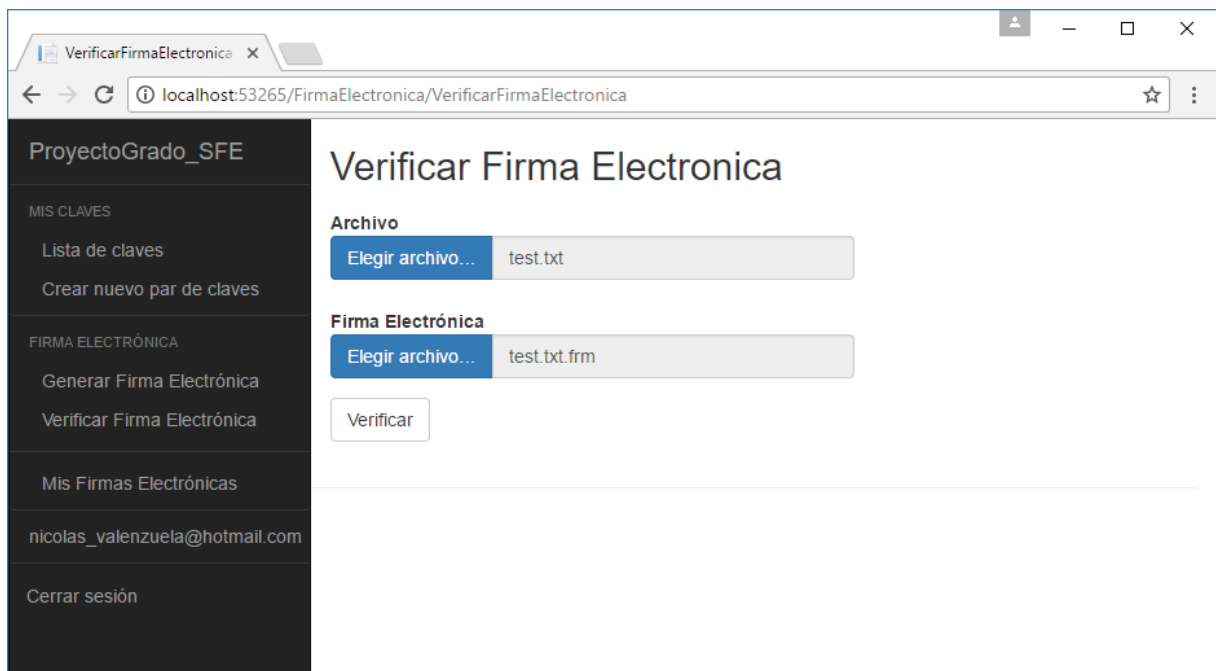 VerificarFirmaElectronica
localhost:53265/FirmaElectronica/VerificarFirmaElectronica
ProyectoGrado_SFE
MIS CLAVES
Lista de claves
Crear nuevo par de claves
FIRMA ELECTRÓNICA
Generar Firma Electrónica
Verificar Firma Electrónica
Mis Firmas Electrónicas
nicolas_valenzuela@hotmail.com
Cerrar sesión
Verificar Firma Electronica
Archivo
Elegir archivo... test.txt
Firma Electrónica
Elegir archivo... test.txt.frm
Verificar